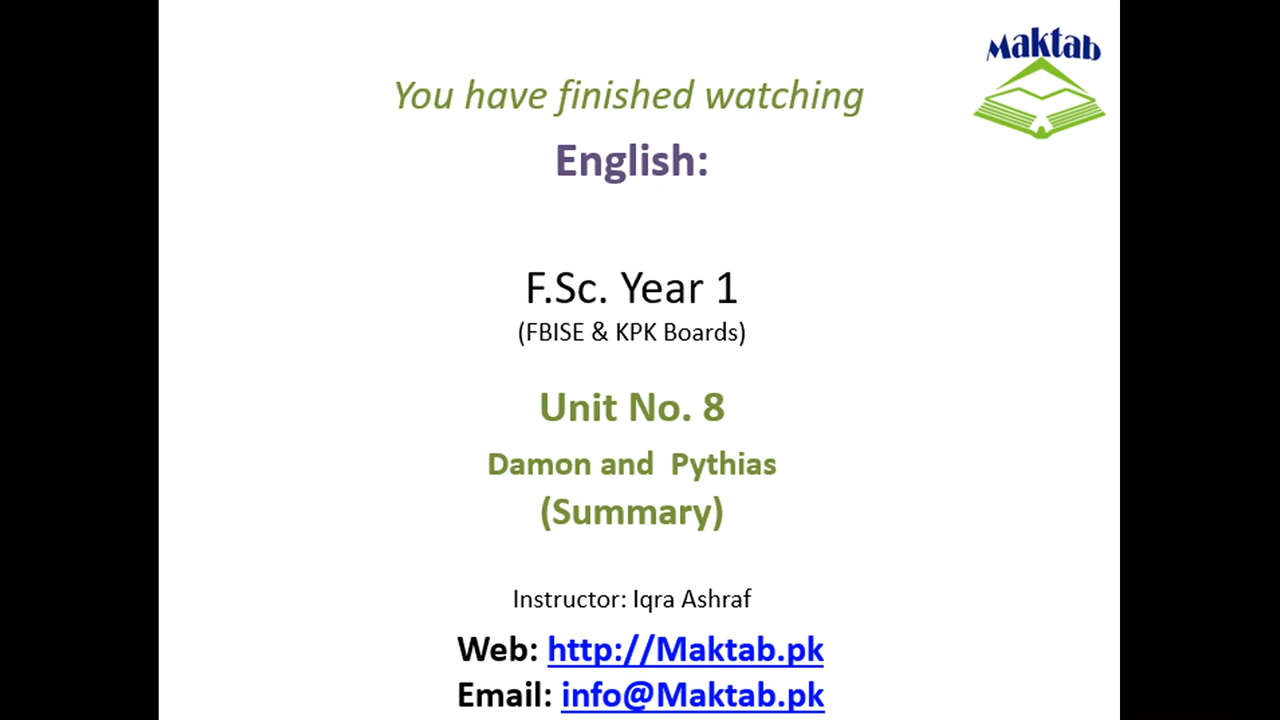 Maktab
You have finished watching
English:
F.Sc. Year 1
(FBISE & KPK Boards)
Unit No. 8
Damon and  Pythias
(Summary)
Instructor: Iqra Ashraf
Web: http://Maktab.pk
Email: info@Maktab.pk